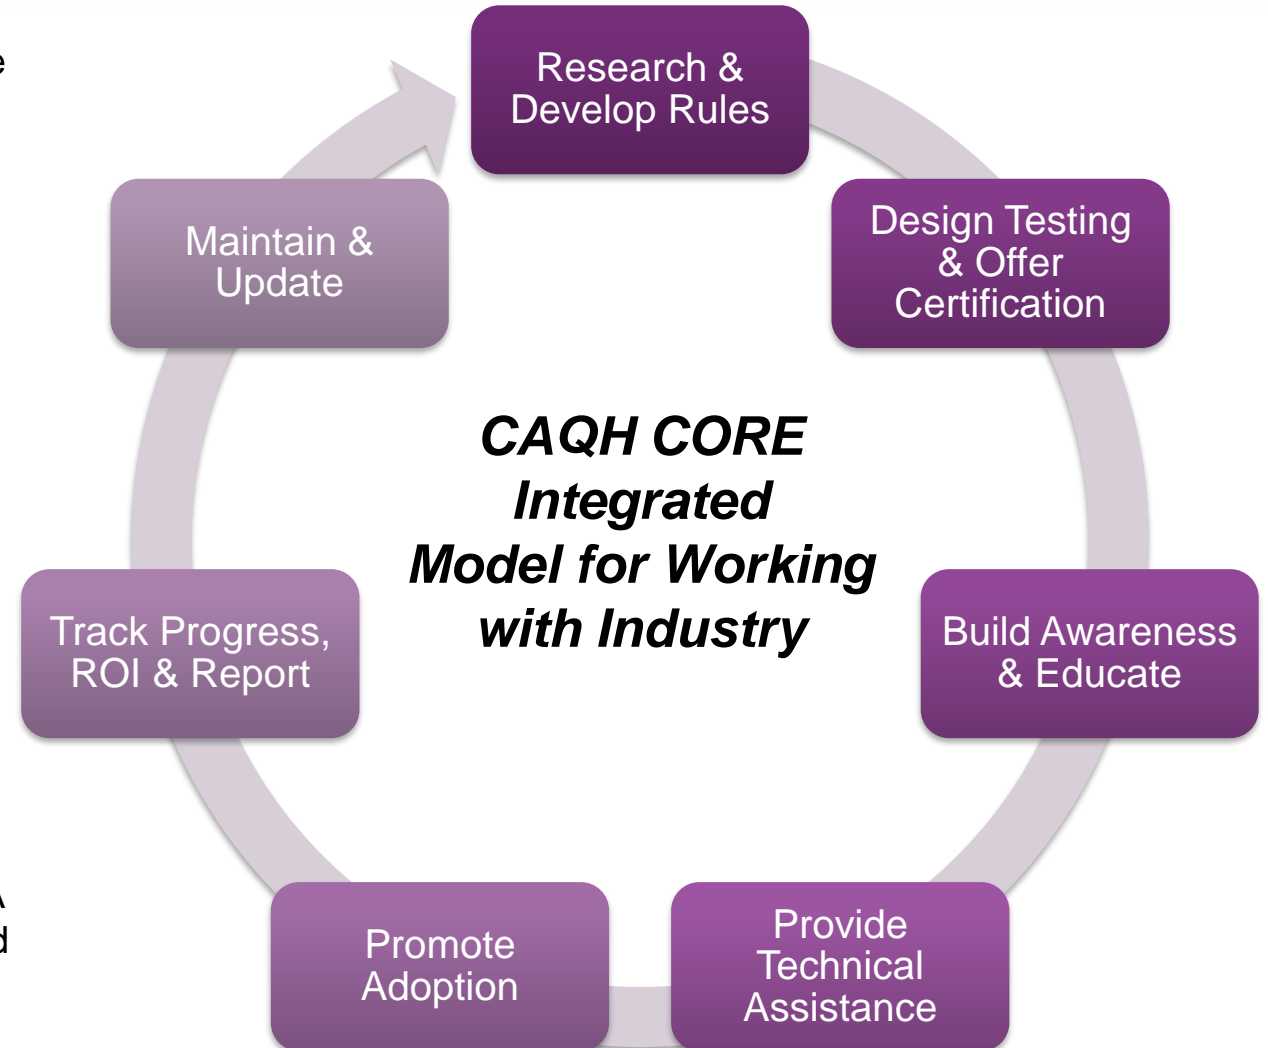 Research &
Develop Rules
Design Testing
& Offer
Certification
Build Awareness
& Educate
Provide
Technical
Assistance
Promote
Adoption
Track Progress,
ROI & Report
Maintain &
Update
CAQH CORE
Integrated
Model for Working
with Industry